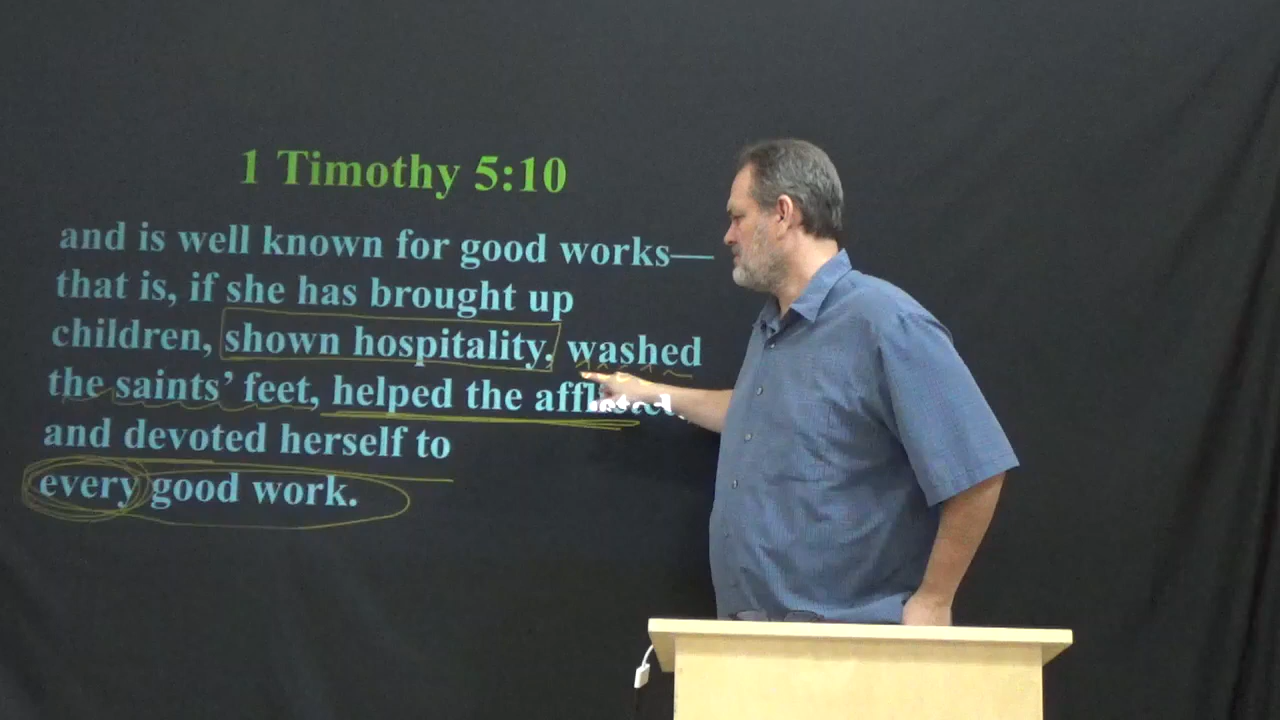 1 Timothy 5:10
and is well known for good works—
that is, if she has brought up
children, shown hospitality, washed
the saints’ feet, helped the afflicted,
and devoted herself to
every good work.